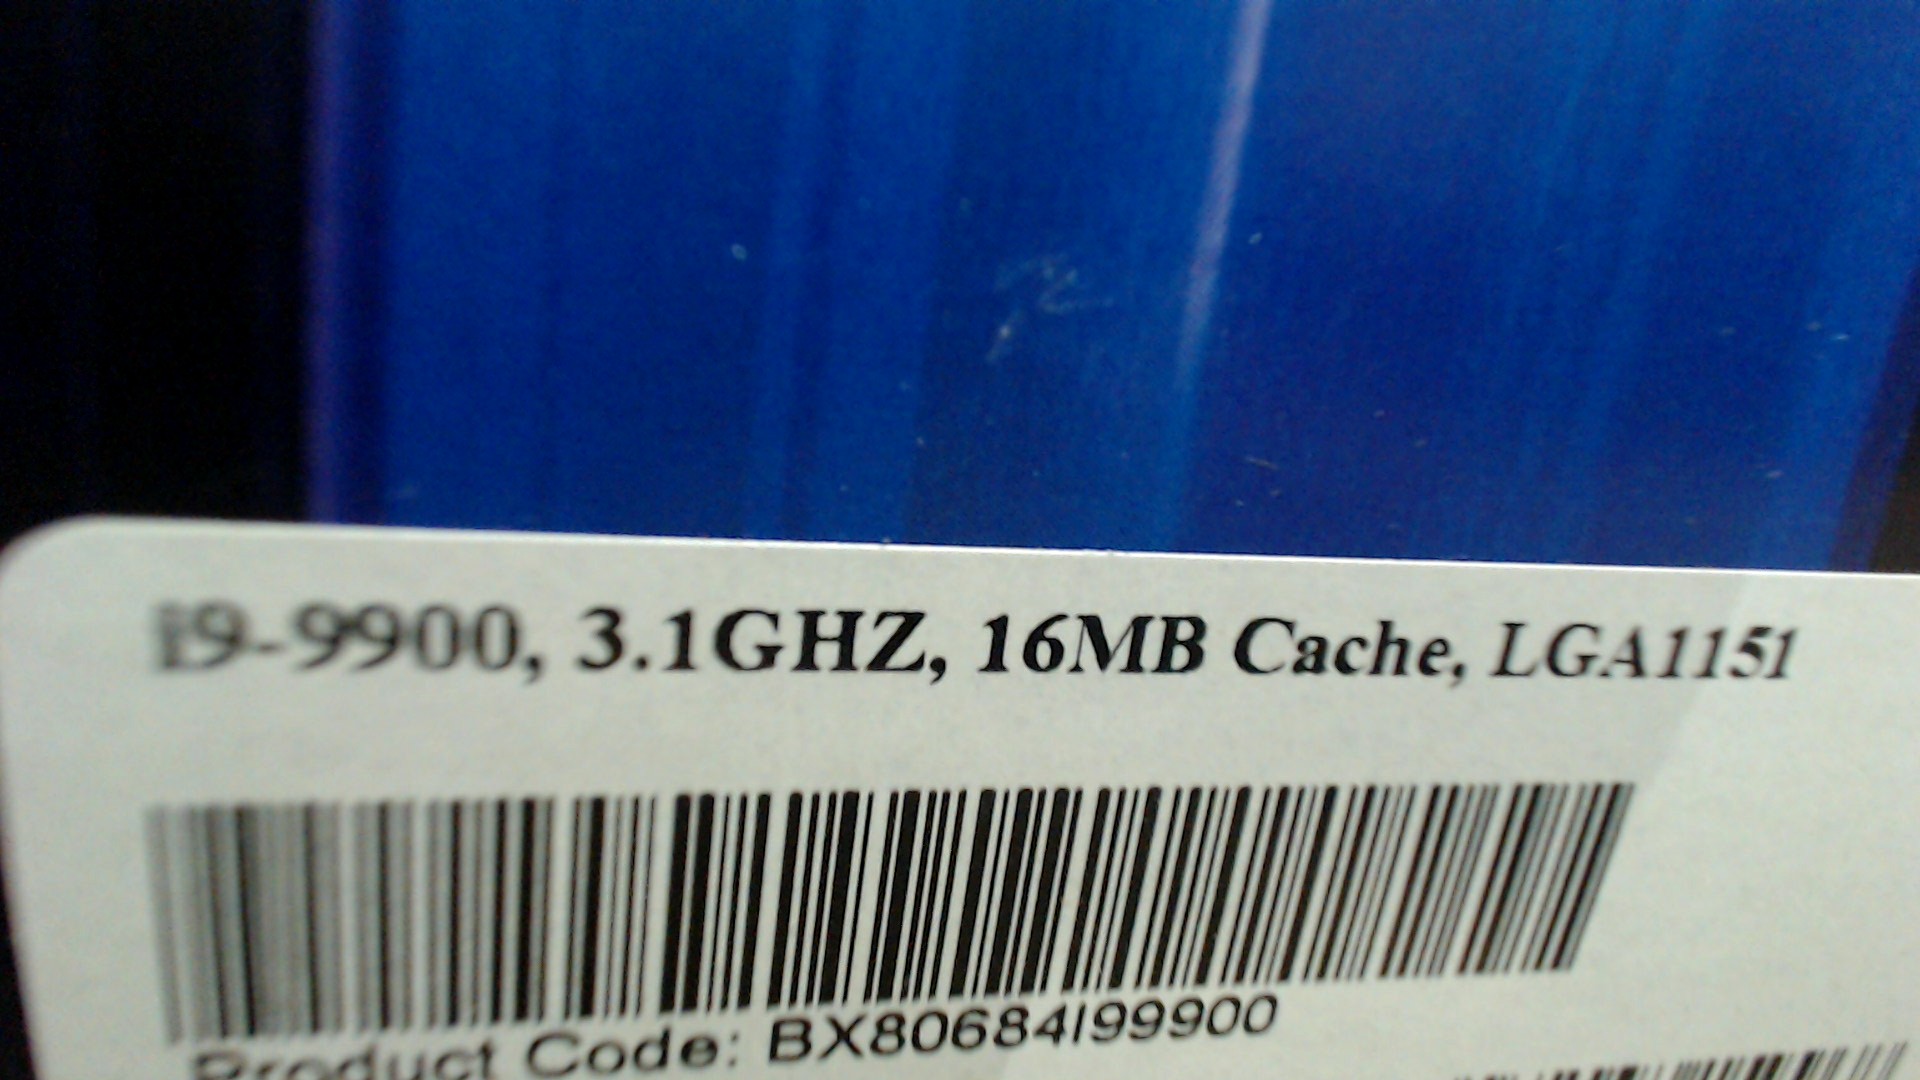 i9-9900, 3.1GHZ, 16MB Cache, LGA1151
Product Code: BX80684I99900